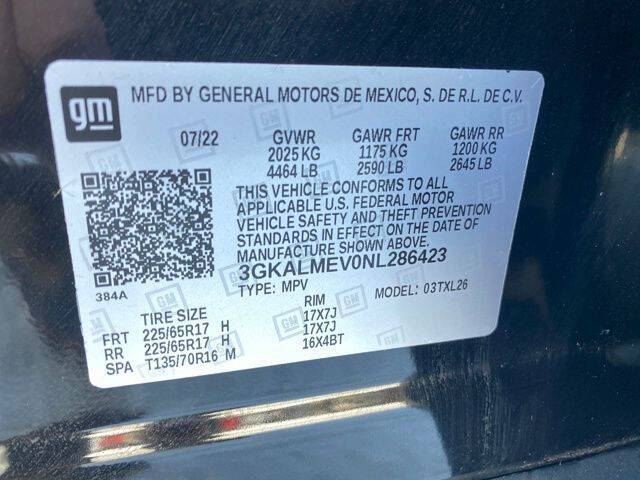 gm
MFD BY GENERAL MOTORS DE MEXICO, S. DE R.L. DE C.V.
07/22 GVWR GAWR FRT GAWR RR
2025 KG 1175 KG 1200 KG
4464 LB 2590 LB 2645 LB
THIS VEHICLE CONFORMS TO ALL
APPLICABLE U.S. FEDERAL MOTOR
VEHICLE SAFETY AND THEFT PREVENTION
STANDARDS IN EFFECT ON THE DATE OF
MANUFACTURE SHOWN ABOVE.
3GKALMEV0NL286423
384A
TYPE: MPV MODEL: 03TXL26
TIRE SIZE RIM
FRT 225/65R17 H 17X7J
RR 225/65R17 H 17X7J
SPA T135/70R16 M 16X4BT